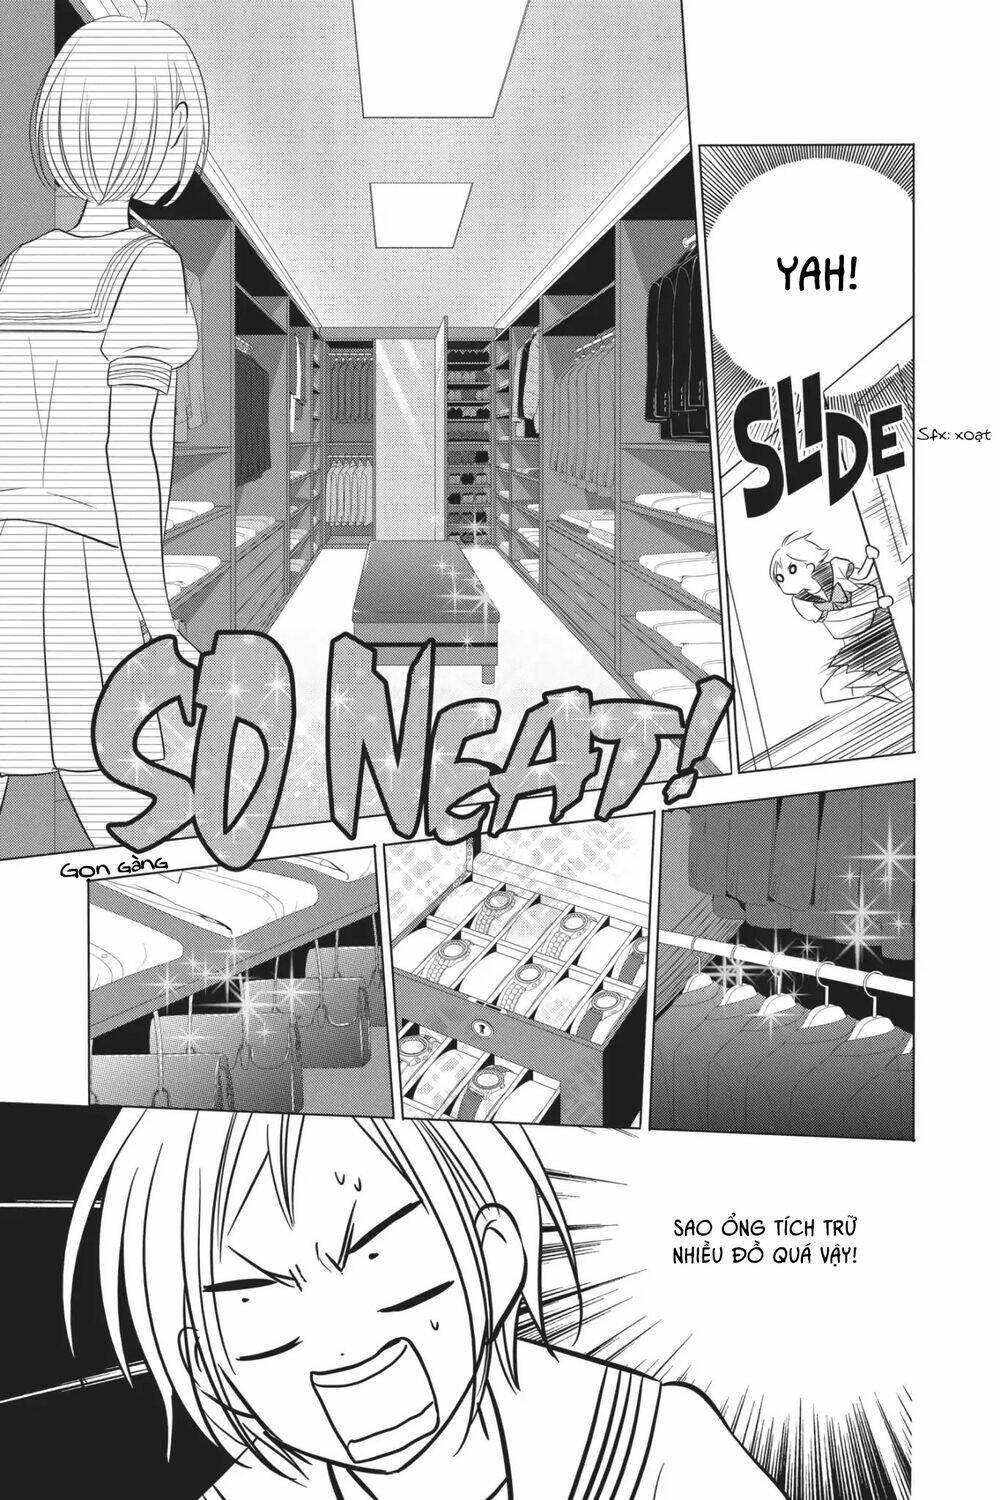 YAH!
SLIDE
Sfx: xoạt
SO NEAT!
Gọn gàng
SAO ỔNG TÍCH TRỮ
NHIỀU ĐỒ QUÁ VẬY!